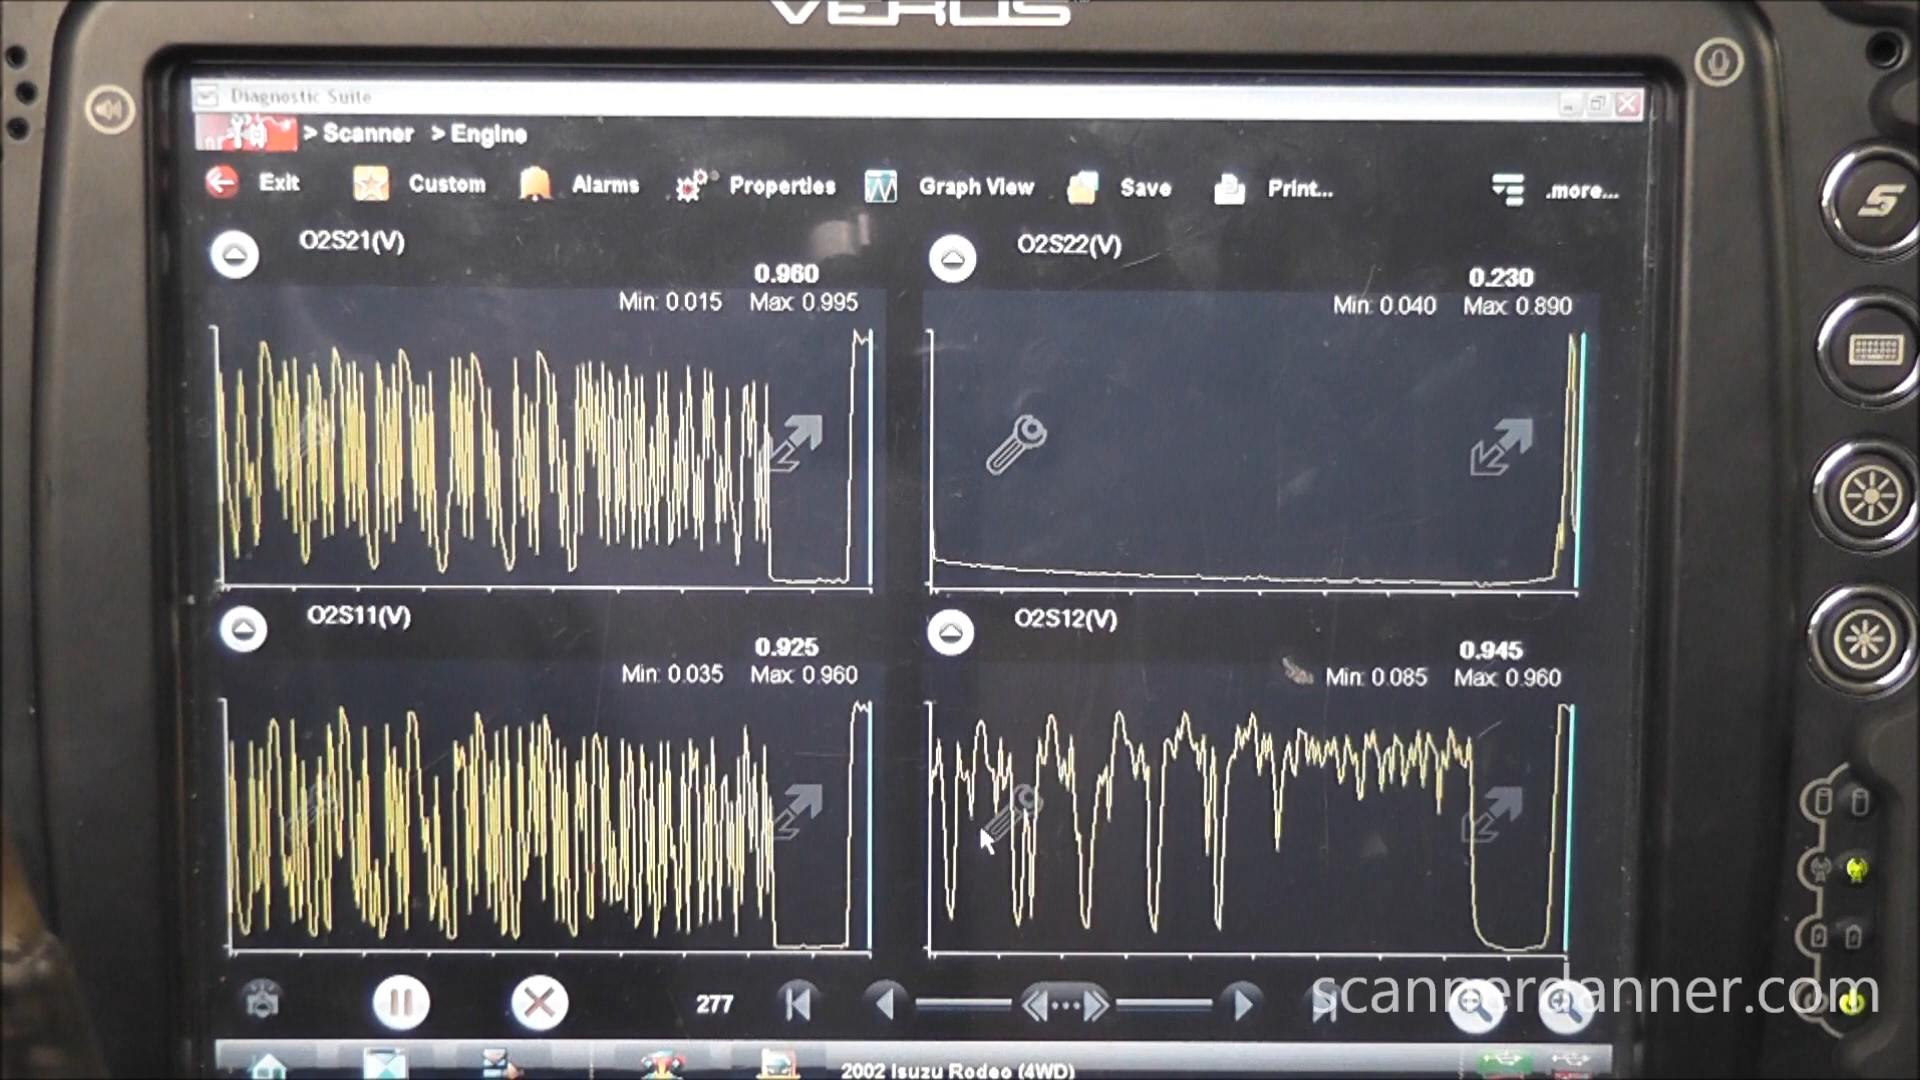 VERUS
Diagnostic Suite
> Scanner > Engine
Exit Custom Alarms Properties Graph View Save Print... .more...
O2S21(V)
0.960
Min: 0.015 Max: 0.995
O2S22(V)
0.230
Min: 0.040 Max: 0.890
O2S11(V)
0.925
Min: 0.035 Max: 0.960
O2S12(V)
0.945
Min: 0.085 Max: 0.960
277
scannerdanner.com
2002 Isuzu Rodeo (4WD)